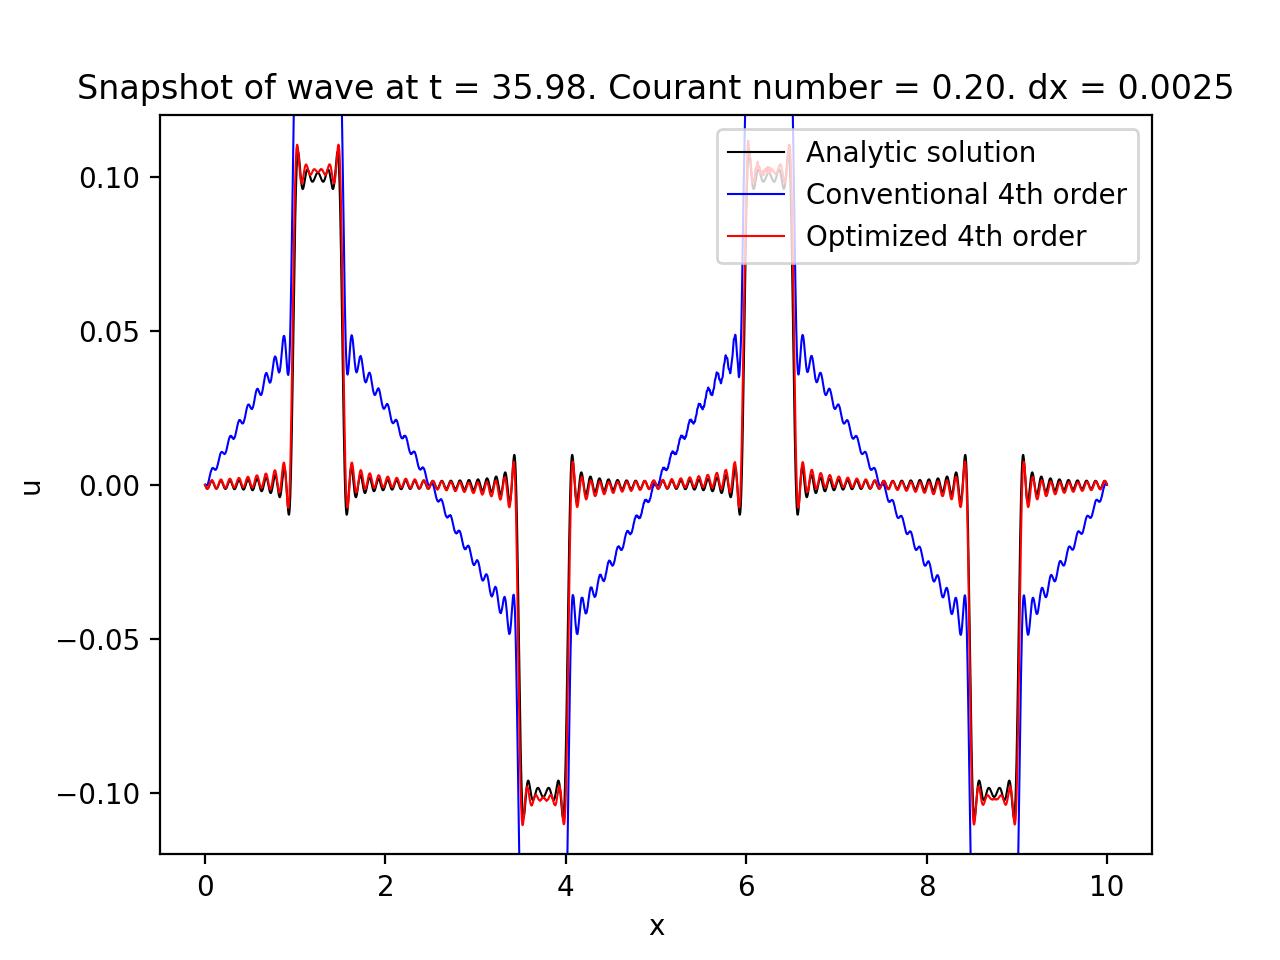 Snapshot of wave at t = 35.98. Courant number = 0.20. dx = 0.0025
Analytic solution
Conventional 4th order
Optimized 4th order
0.10
0.05
0.00
−0.05
−0.10
u
0 2 4 6 8 10
x